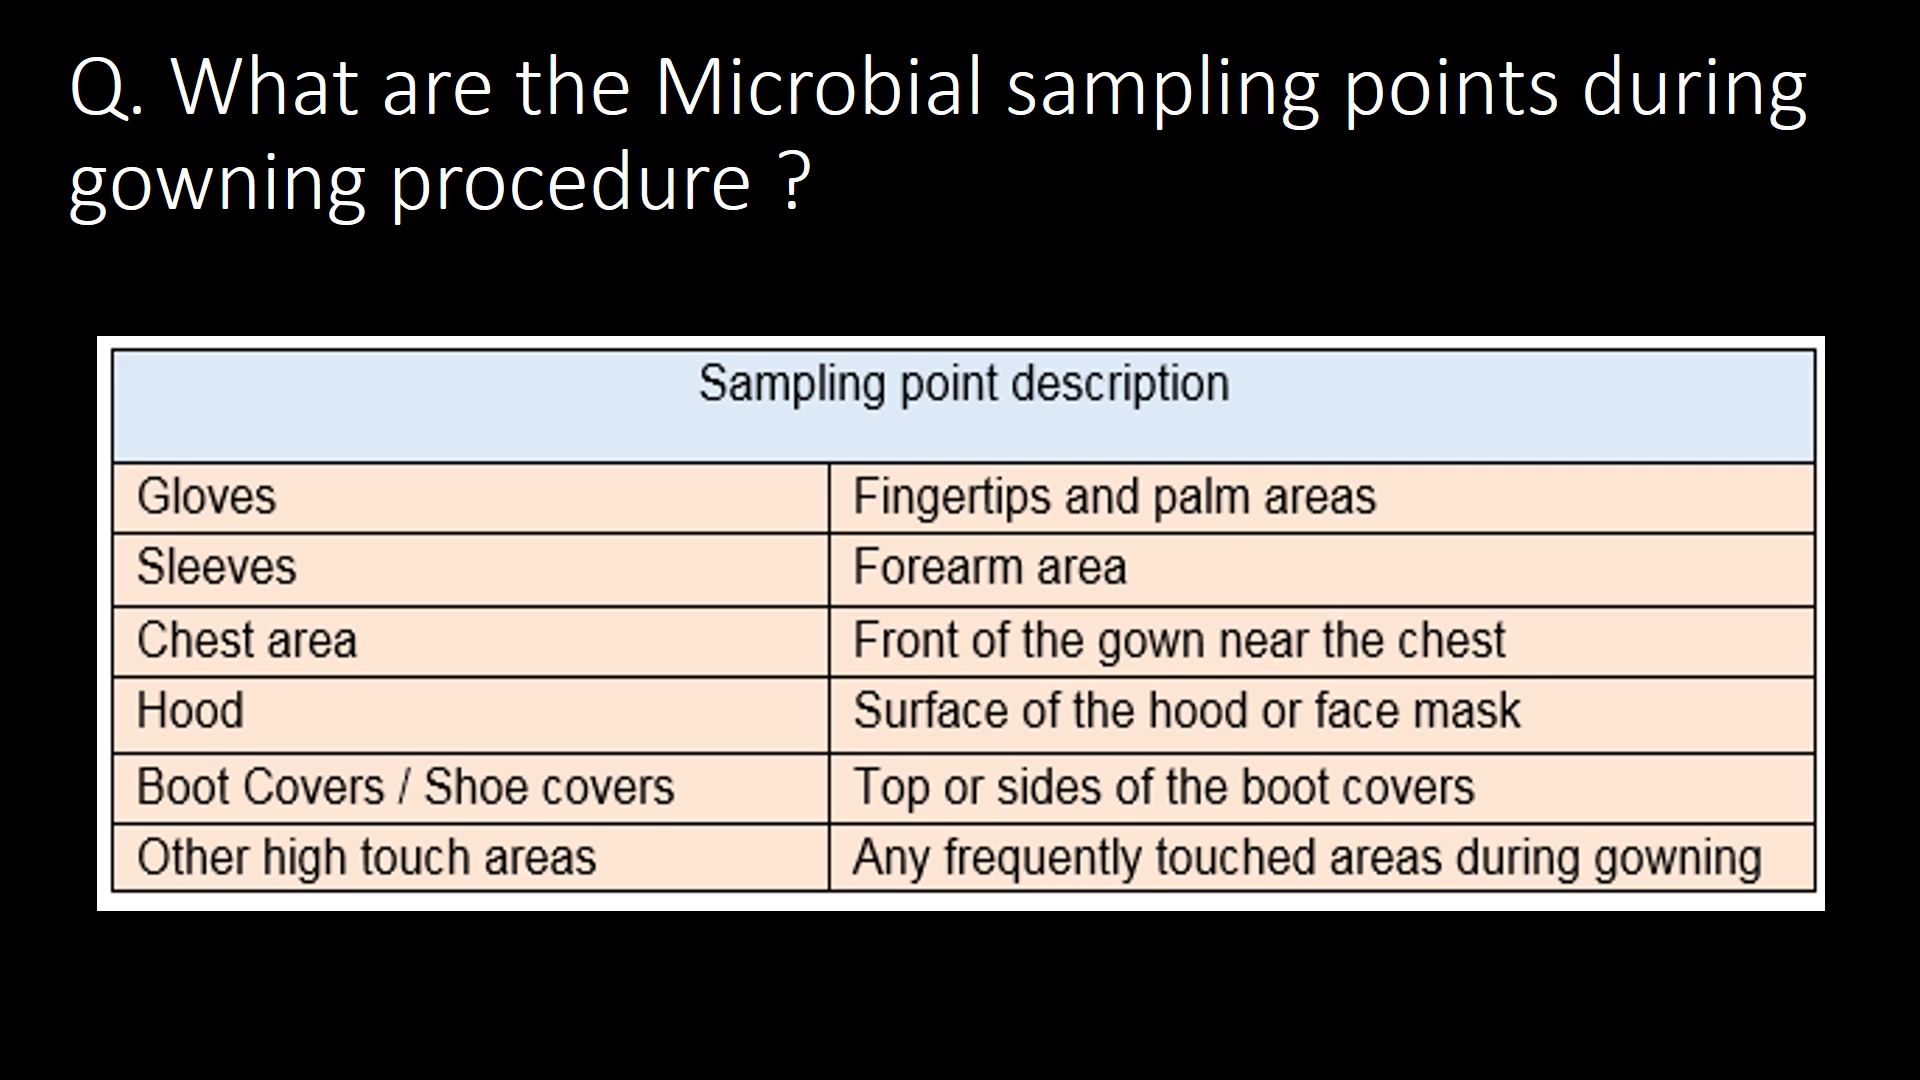 Q. What are the Microbial sampling points during
gowning procedure ?
Sampling point description
Gloves
Fingertips and palm areas
Sleeves
Forearm area
Chest area
Front of the gown near the chest
Hood
Surface of the hood or face mask
Boot Covers / Shoe covers
Top or sides of the boot covers
Other high touch areas
Any frequently touched areas during gowning